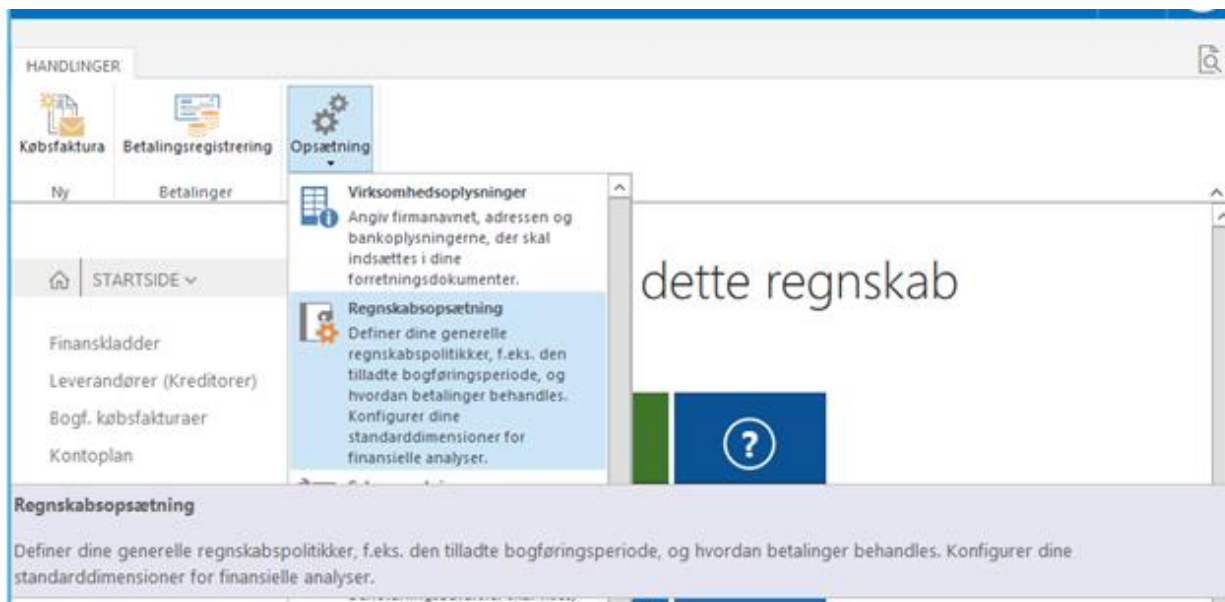 HANDLINGER
Købsfaktura
Betalingsregistrering
Opsætning
Ny
Betalinger
Virksomhedsoplysninger
Angiv firmanavnet, adressen og
bankoplysningerne, der skal
indsættes i dine
forretningsdokumenter.
STARTSIDE
dette regnskab
Regnskabsopsætning
Definer dine generelle
regnskabspolitikker, f.eks. den
tilladte bogføringsperiode, og
hvordan betalinger behandles.
Konfigurer dine
standarddimensioner for
finansielle analyser.
Finanskladder
Leverandører (Kreditorer)
Bogf. købsfakturaer
Kontoplan
?
Regnskabsopsætning
Definer dine generelle regnskabspolitikker, f.eks. den tilladte bogføringsperiode, og hvordan betalinger behandles. Konfigurer dine
standarddimensioner for finansielle analyser.